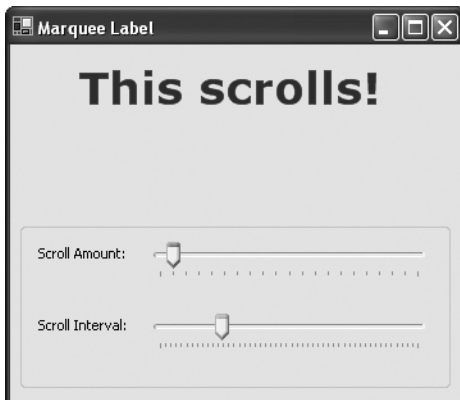 Marquee Label
This scrolls!
Scroll Amount:
Scroll Interval: